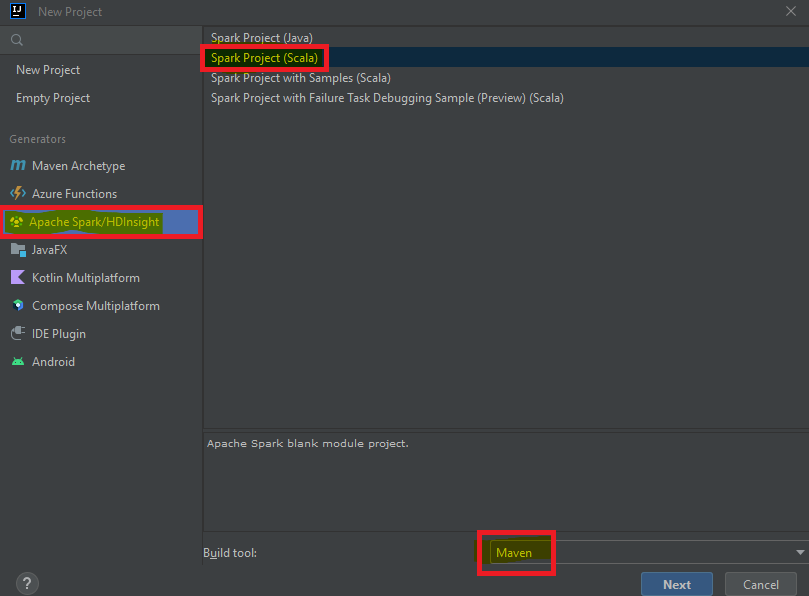 IJ
New Project
New Project
Empty Project
Generators
m Maven Archetype
Azure Functions
Apache Spark/HDInsight
JavaFX
Kotlin Multiplatform
Compose Multiplatform
IDE Plugin
Android
Spark Project (Java)
Spark Project (Scala)
Spark Project with Samples (Scala)
Spark Project with Failure Task Debugging Sample (Preview) (Scala)
Apache Spark blank module project.
Build tool:
Maven
?
Next
Cancel